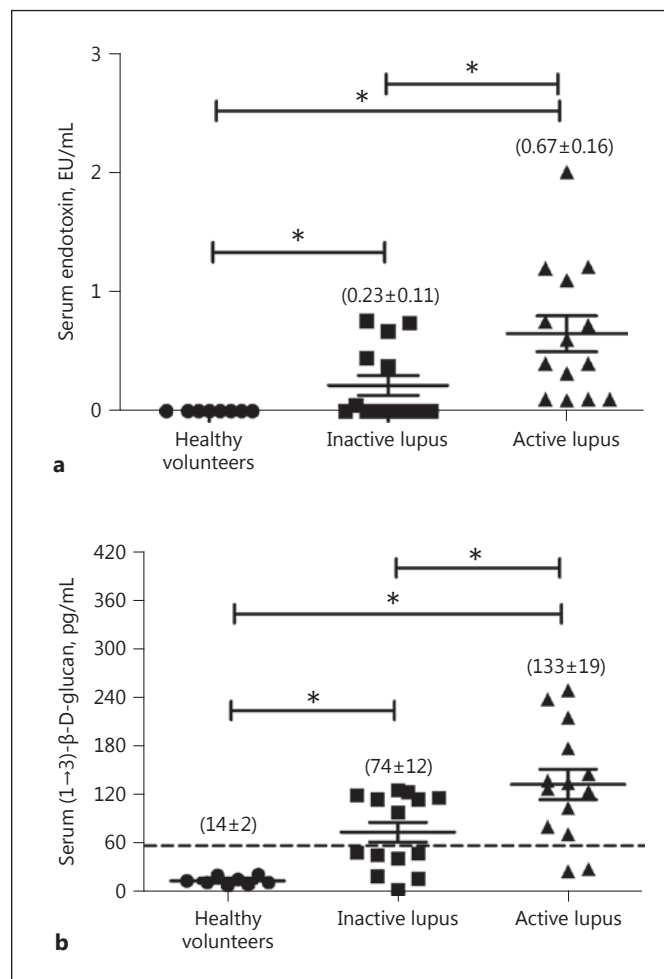 3
2
1
0
Serum endotoxin, EU/mL
*
*
(0.67±0.16)
*
(0.23±0.11)
Healthy
volunteers
Inactive lupus
Active lupus
a
420
360
300
240
180
120
60
0
Serum (1→3)-β-D-glucan, pg/mL
*
*
(133±19)
*
(74±12)
(14±2)
Healthy
volunteers
Inactive lupus
Active lupus
b